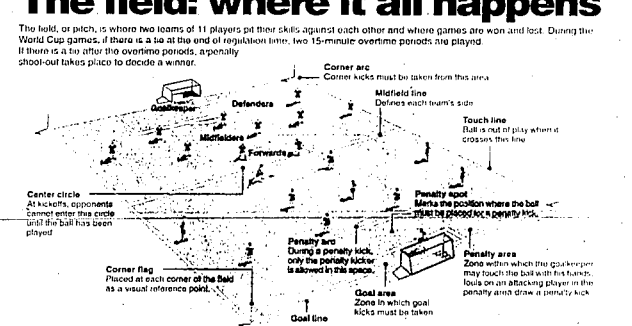 The field: where it all happens
The field, or pitch, is where two teams of 11 players pit their skills against each other and where games are won and lost. During the
World Cup games, if there is a tie at the end of regulation time, two 15-minute overtime periods are played.
If there is a tie after the overtime periods, a penalty
shoot-out takes place to decide a winner.
Corner arc
Corner kicks must be taken from this area
Goalkeeper
Defenders
Midfield line
Defines each team's side
Midfielders
Forwards
Touch line
Ball is out of play when it
crosses this line
Center circle
At kickoffs, opponents
cannot enter this circle
until the ball has been
played
Penalty spot
Marks the position where the ball
must be placed for a penalty kick.
Penalty arc
During a penalty kick,
only the penalty kicker
is allowed in this space.
Penalty area
Zone within which the goalkeeper
may touch the ball with his hands,
fouls on an attacking player in the
penalty area draw a penalty kick
Corner flag
Placed at each corner of the field
as a visual reference point.
Goal area
Zone in which goal
kicks must be taken
Goal line